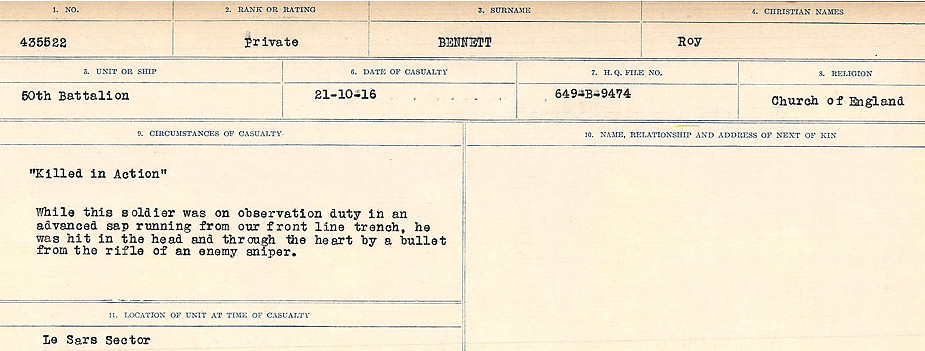 1. NO. 2. RANK OR RATING 3. SURNAME 4. CHRISTIAN NAMES
435522 private BENNETT Roy
5. UNIT OR SHIP 6. DATE OF CASUALTY 7. H.Q. FILE NO. 8. RELIGION
50th Battalion 21-10-16 649-B-9474 Church of England
9. CIRCUMSTANCES OF CASUALTY
"Killed in Action"
While this soldier was on observation duty in an
advanced sap running from our front line trench, he
was hit in the head and through the heart by a bullet
from the rifle of an enemy sniper.
10. NAME, RELATIONSHIP AND ADDRESS OF NEXT OF KIN
11. LOCATION OF UNIT AT TIME OF CASUALTY
Le Sars Sector